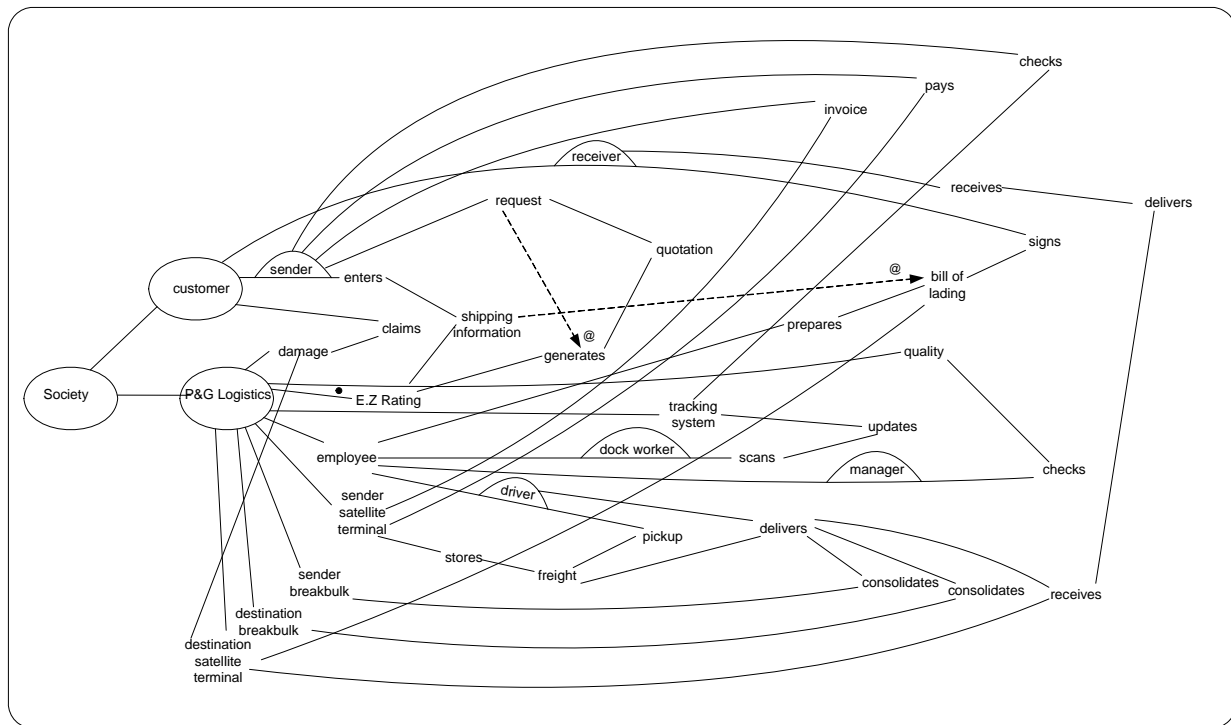 checks
pays
invoice
receiver
receives
delivers
request
signs
quotation
sender
enters
@
bill of
lading
customer
shipping
information
prepares
claims
@
damage
generates
quality
Society
P&G Logistics
E.Z Rating
tracking
system
updates
employee
dock worker
scans
manager
checks
sender
satellite
terminal
driver
delivers
pickup
stores
freight
sender
breakbulk
consolidates
consolidates
receives
destination
breakbulk
destination
satellite
terminal